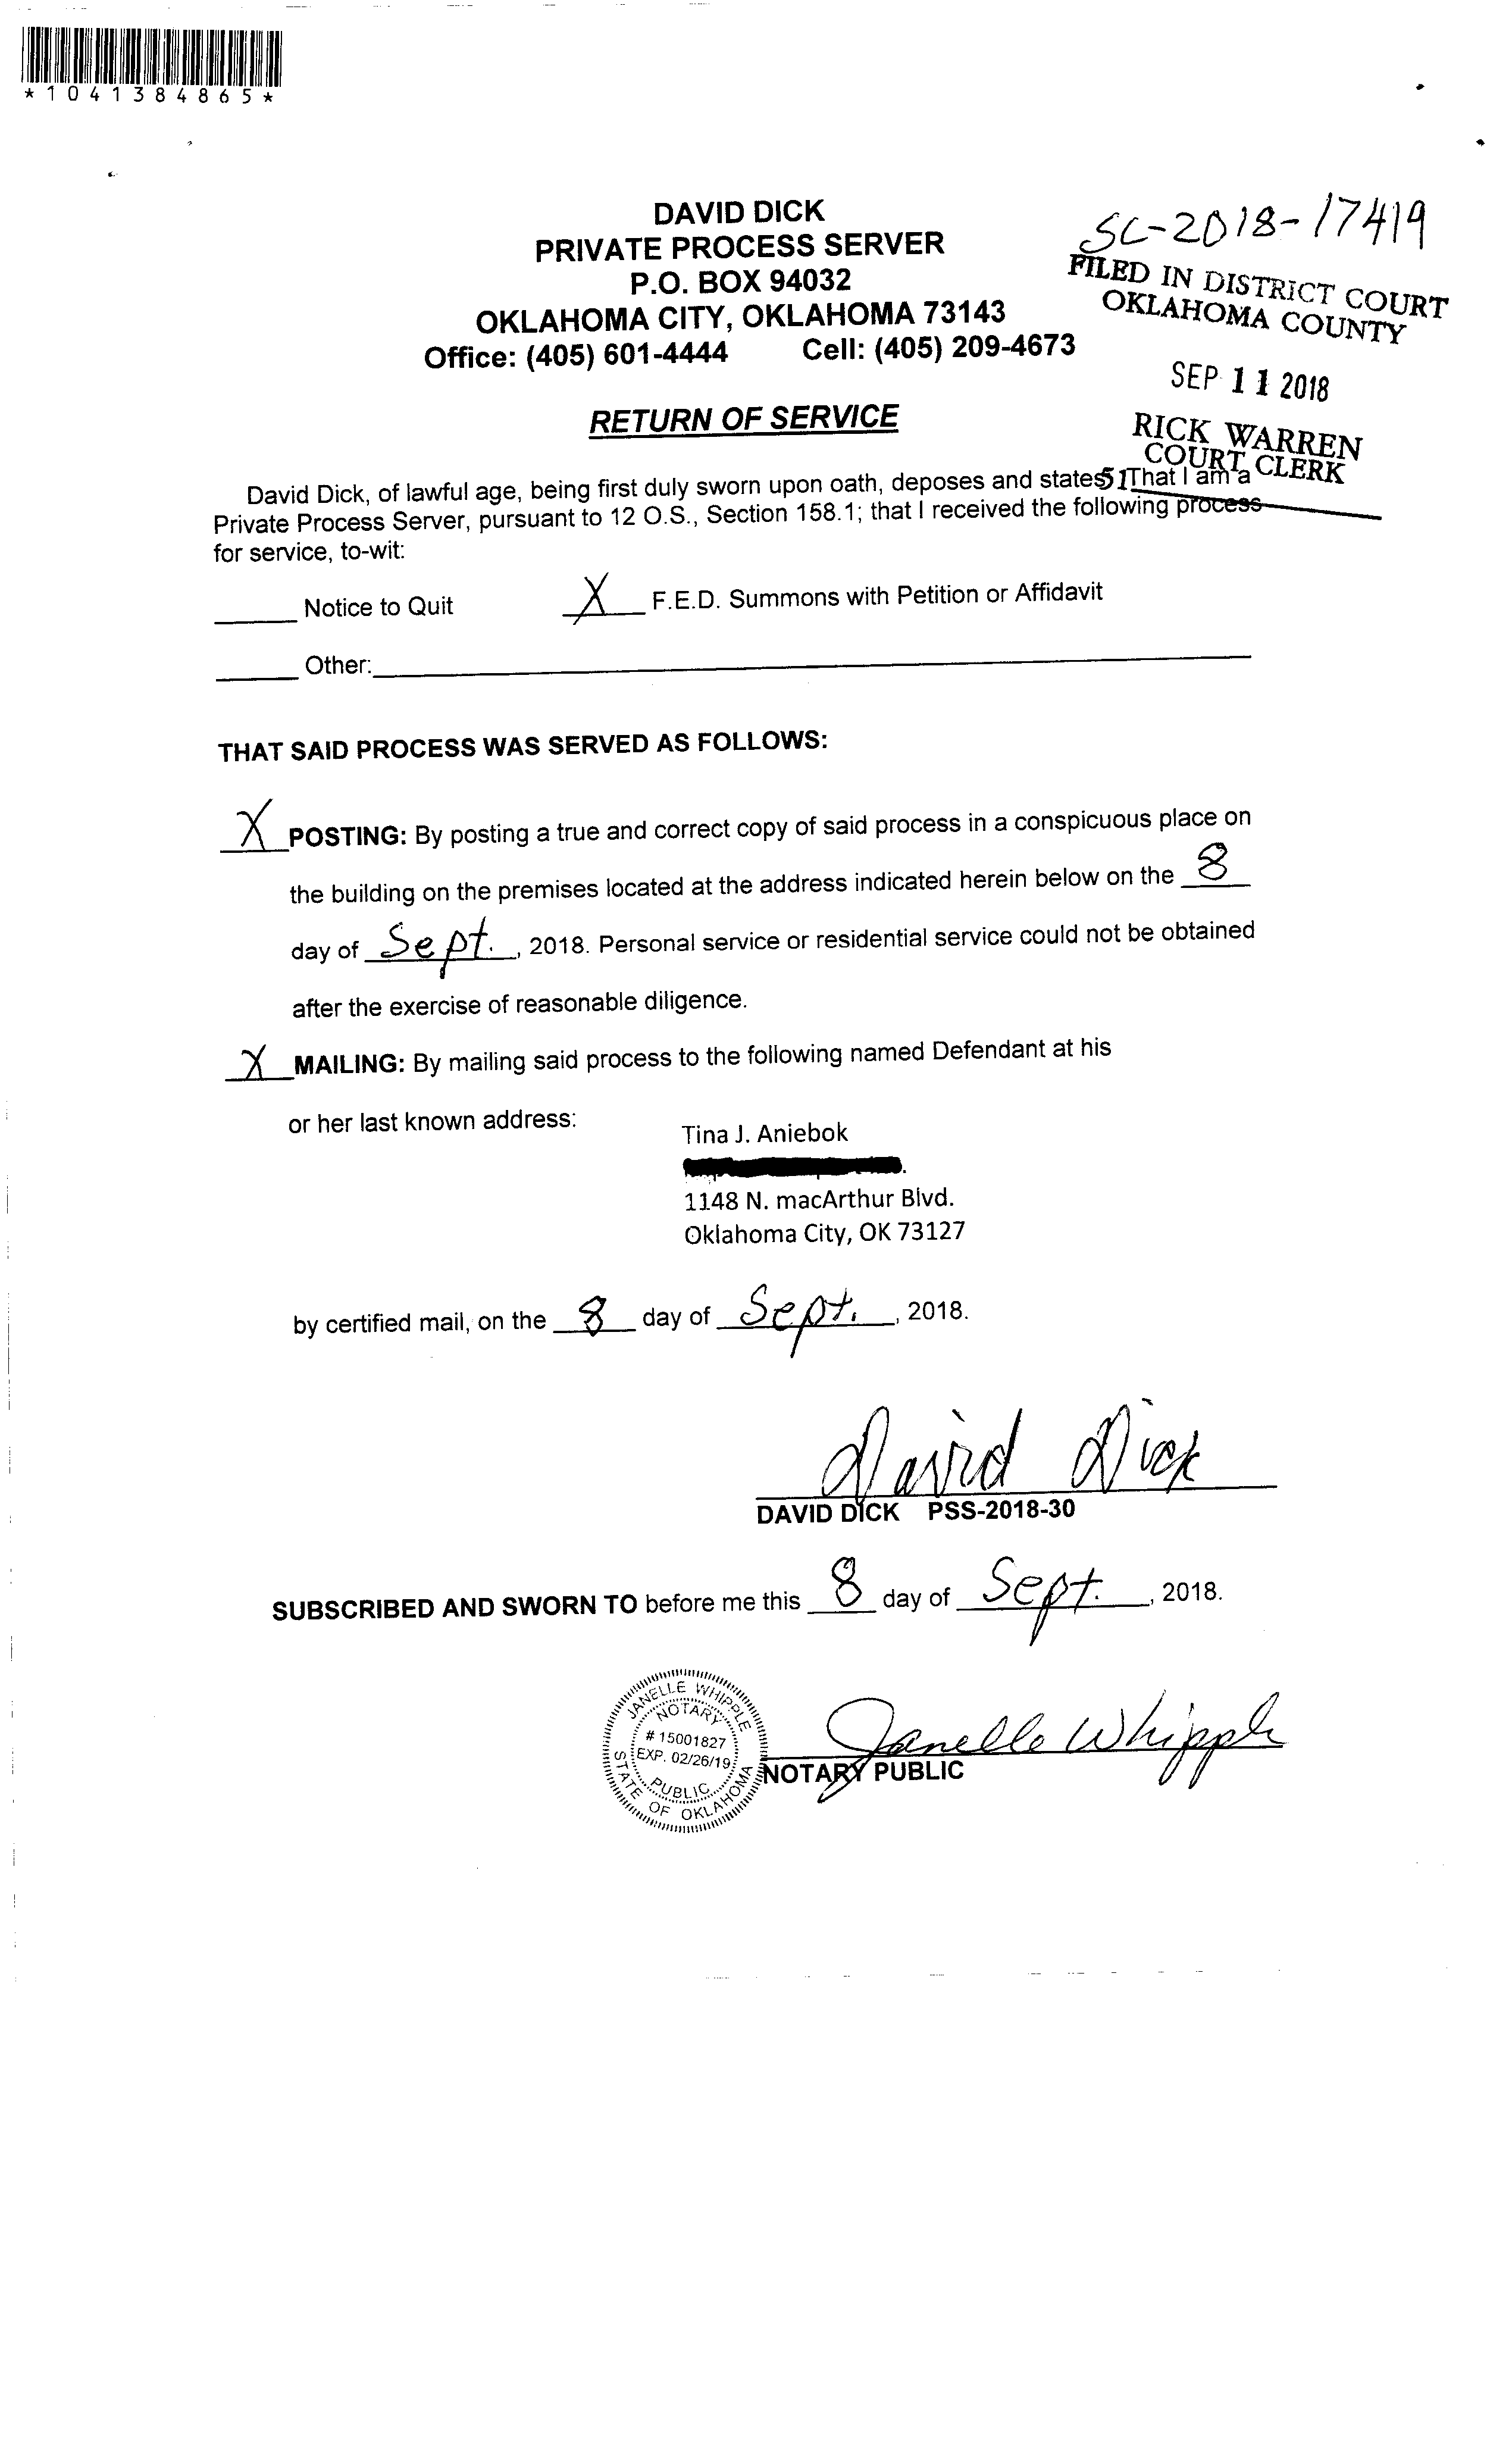 *1041384865*
SC-2018-17419
DAVID DICK
PRIVATE PROCESS SERVER
P.O. BOX 94032
OKLAHOMA CITY, OKLAHOMA 73143
Office: (405) 601-4444 Cell: (405) 209-4673
FILED IN DISTRICT COURT
OKLAHOMA COUNTY
SEP 11 2018
RICK WARREN
COURT CLERK
51
RETURN OF SERVICE
David Dick, of lawful age, being first duly sworn upon oath, deposes and states That I am a
Private Process Server, pursuant to 12 O.S., Section 158.1; that I received the following process
for service, to-wit:
______ Notice to Quit X F.E.D. Summons with Petition or Affidavit
______ Other:
THAT SAID PROCESS WAS SERVED AS FOLLOWS:
X POSTING: By posting a true and correct copy of said process in a conspicuous place on
the building on the premises located at the address indicated herein below on the 8
day of Sept., 2018. Personal service or residential service could not be obtained
after the exercise of reasonable diligence.
X MAILING: By mailing said process to the following named Defendant at his
or her last known address:
Tina J. Aniebok
1148 N. macArthur Blvd.
Oklahoma City, OK 73127
by certified mail, on the 8 day of Sept., 2018.
David Dick
DAVID DICK PSS-2018-30
SUBSCRIBED AND SWORN TO before me this 8 day of Sept., 2018.
JANELLE WHIPPLE
NOTARY
# 15001827
EXP. 02/26/19
PUBLIC
STATE OF OKLAHOMA
Janelle Whipple
NOTARY PUBLIC